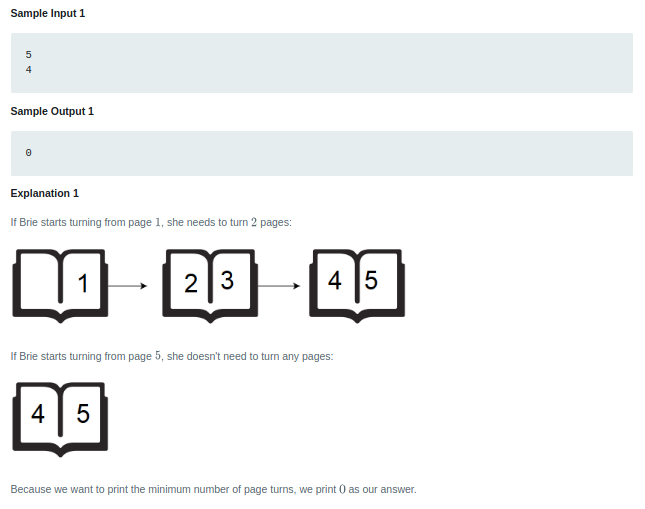 Sample Input 1
5
4
Sample Output 1
0
Explanation 1
If Brie starts turning from page 1, she needs to turn 2 pages:
1 2 3 4 5
If Brie starts turning from page 5, she doesn't need to turn any pages:
4 5
Because we want to print the minimum number of page turns, we print 0 as our answer.